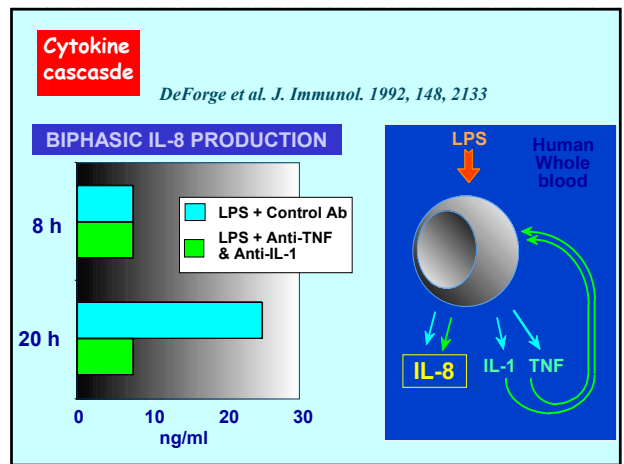 Cytokine
cascasde
DeForge et al. J. Immunol. 1992, 148, 2133
BIPHASIC IL-8 PRODUCTION
8 h
20 h
LPS + Control Ab
LPS + Anti-TNF
& Anti-IL-1
0 10 20 30
ng/ml
LPS
Human
Whole
blood
IL-8
IL-1 TNF